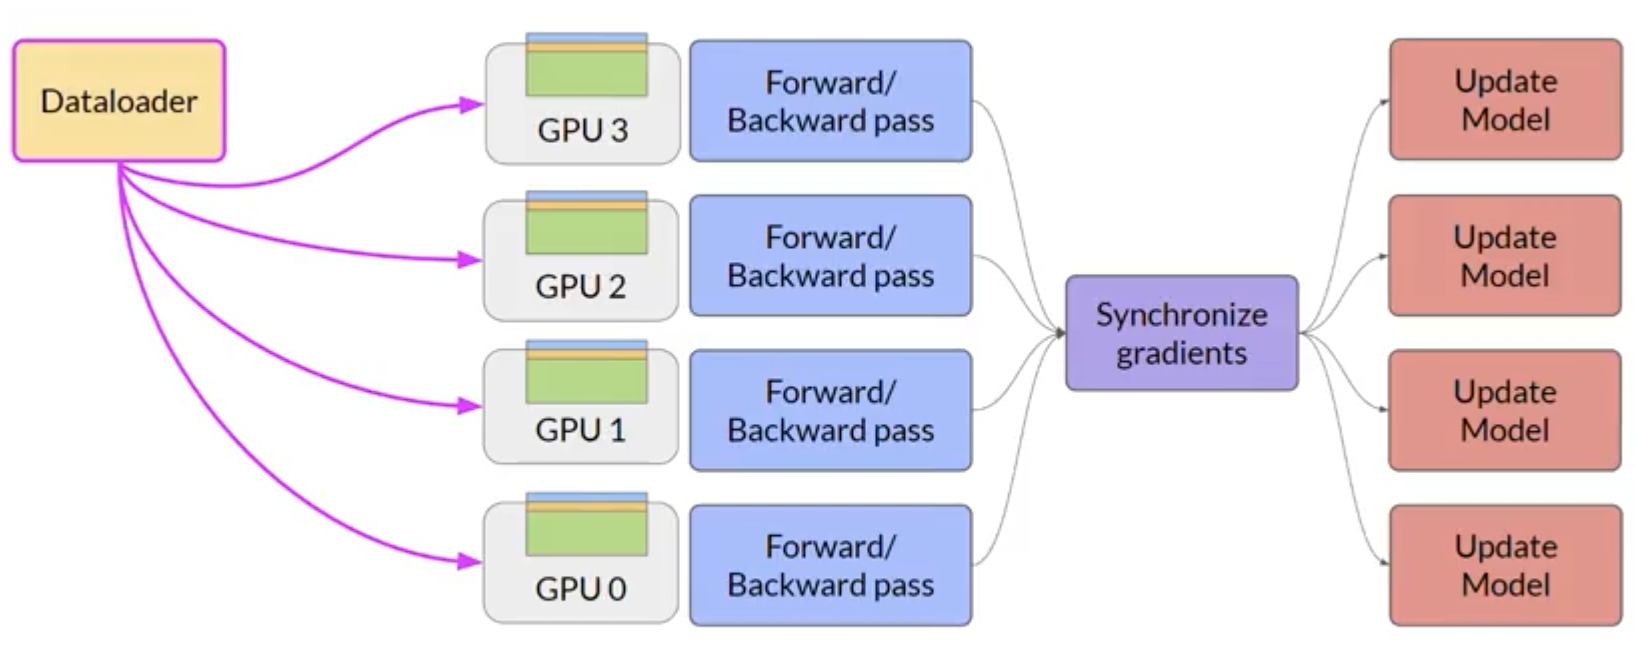 Dataloader
GPU 3
Forward/
Backward pass
Update
Model
GPU 2
Forward/
Backward pass
Update
Model
Synchronize
gradients
GPU 1
Forward/
Backward pass
Update
Model
GPU 0
Forward/
Backward pass
Update
Model